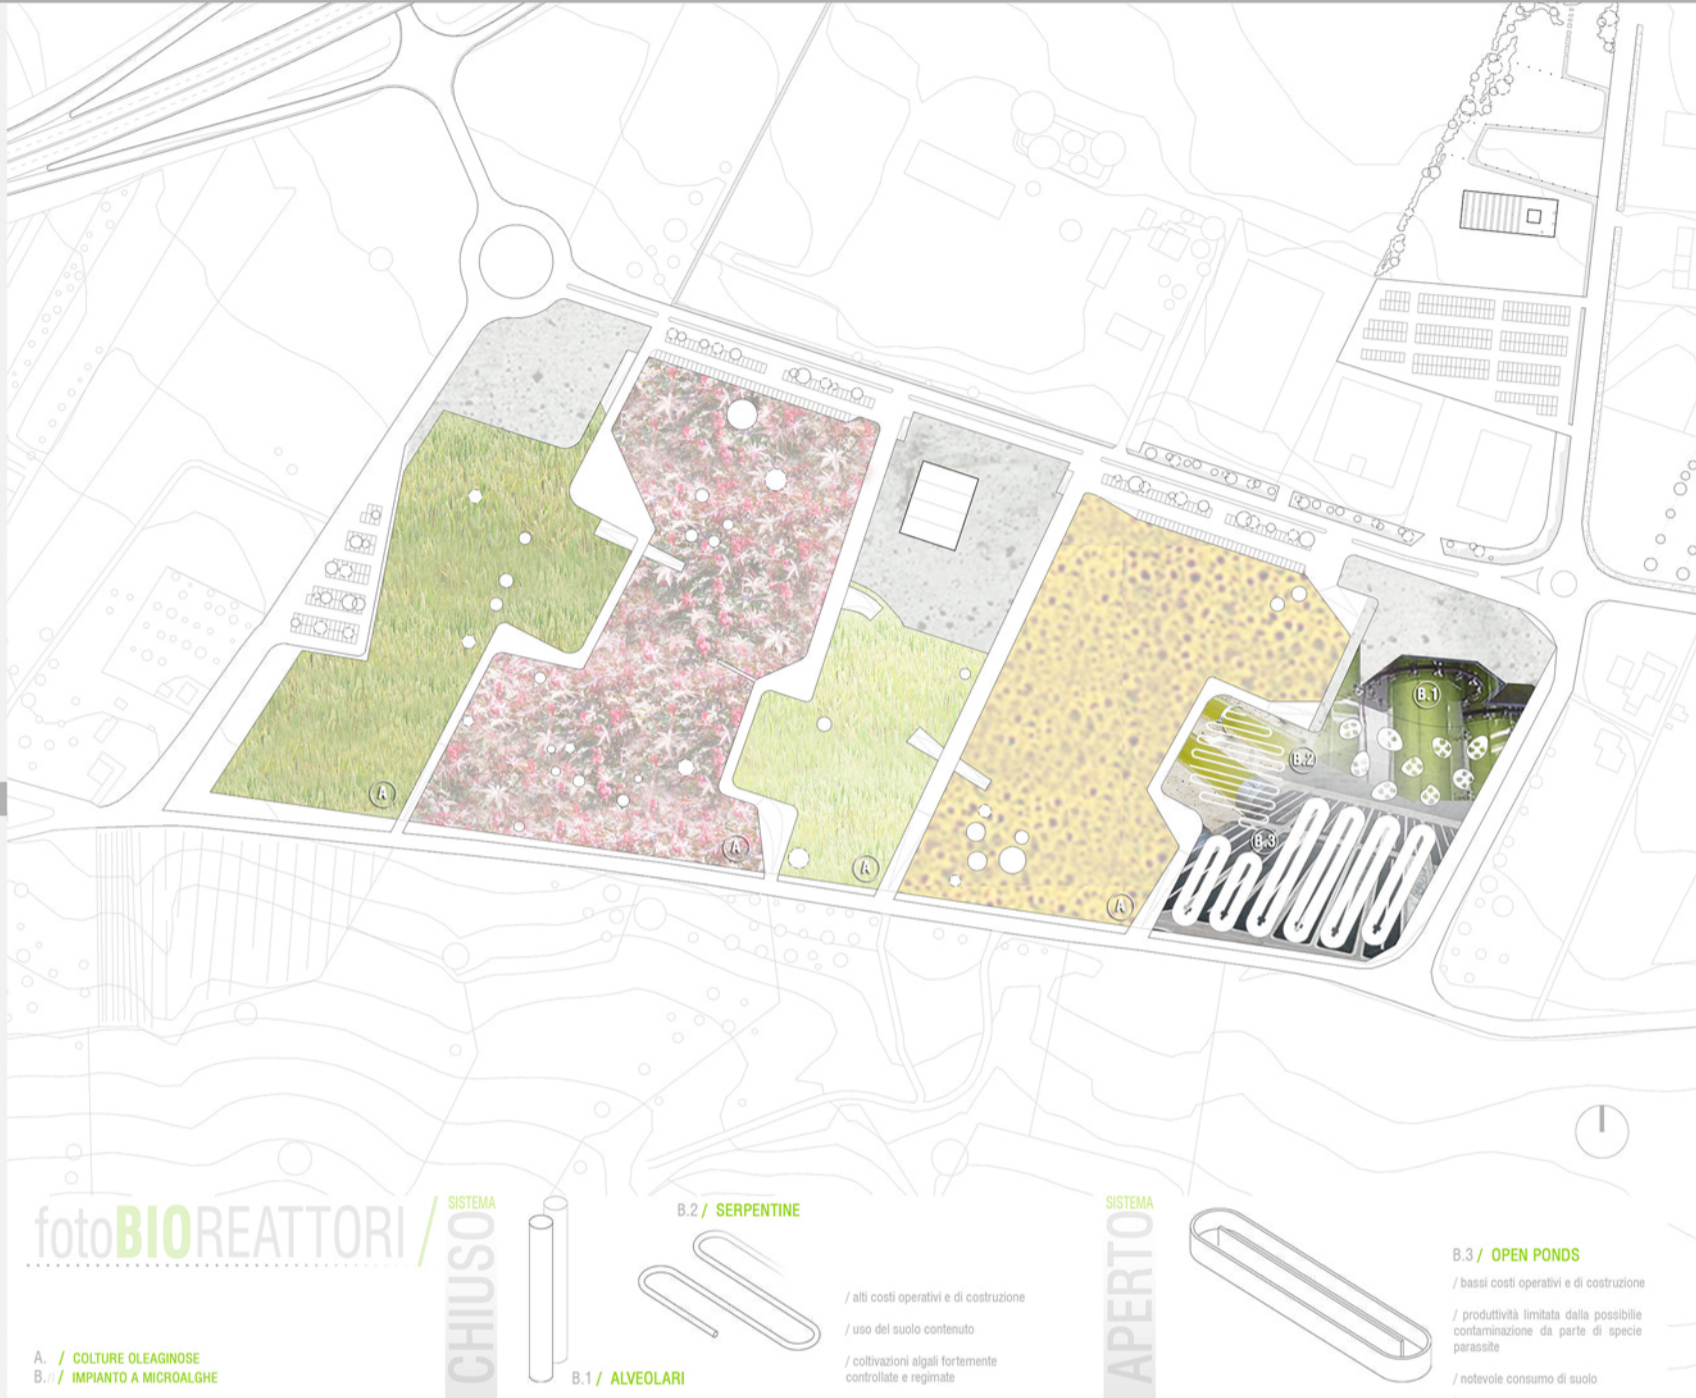 A
A
A
A
B.1
B.2
B.3
fotoBIOREATTORI /
A. / COLTURE OLEAGINOSE
B.n / IMPIANTO A MICROALGHE
SISTEMA
CHIUSO
B.1 / ALVEOLARI
B.2 / SERPENTINE
/ alti costi operativi e di costruzione
/ uso del suolo contenuto
/ coltivazioni algali fortemente
controllate e regimate
SISTEMA
APERTO
B.3 / OPEN PONDS
/ bassi costi operativi e di costruzione
/ produttività limitata dalla possibilie
contaminazione da parte di specie
parassite
/ notevole consumo di suolo